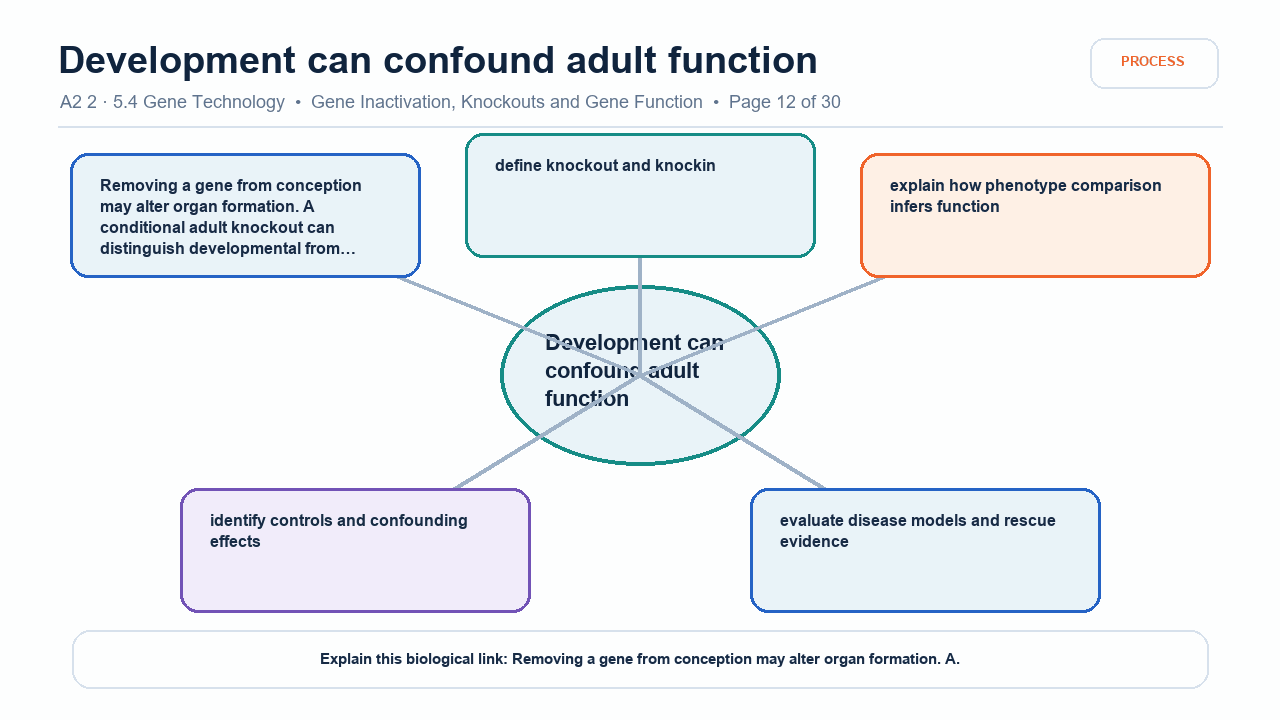 Development can confound adult function
PROCESS
A2 2 · 5.4 Gene Technology • Gene Inactivation, Knockouts and Gene Function • Page 12 of 30
Removing a gene from conception
may alter organ formation. A
conditional adult knockout can
distinguish developmental from…
define knockout and knockin
explain how phenotype comparison
infers function
Development can
confound adult
function
identify controls and confounding
effects
evaluate disease models and rescue
evidence
Explain this biological link: Removing a gene from conception may alter organ formation. A.